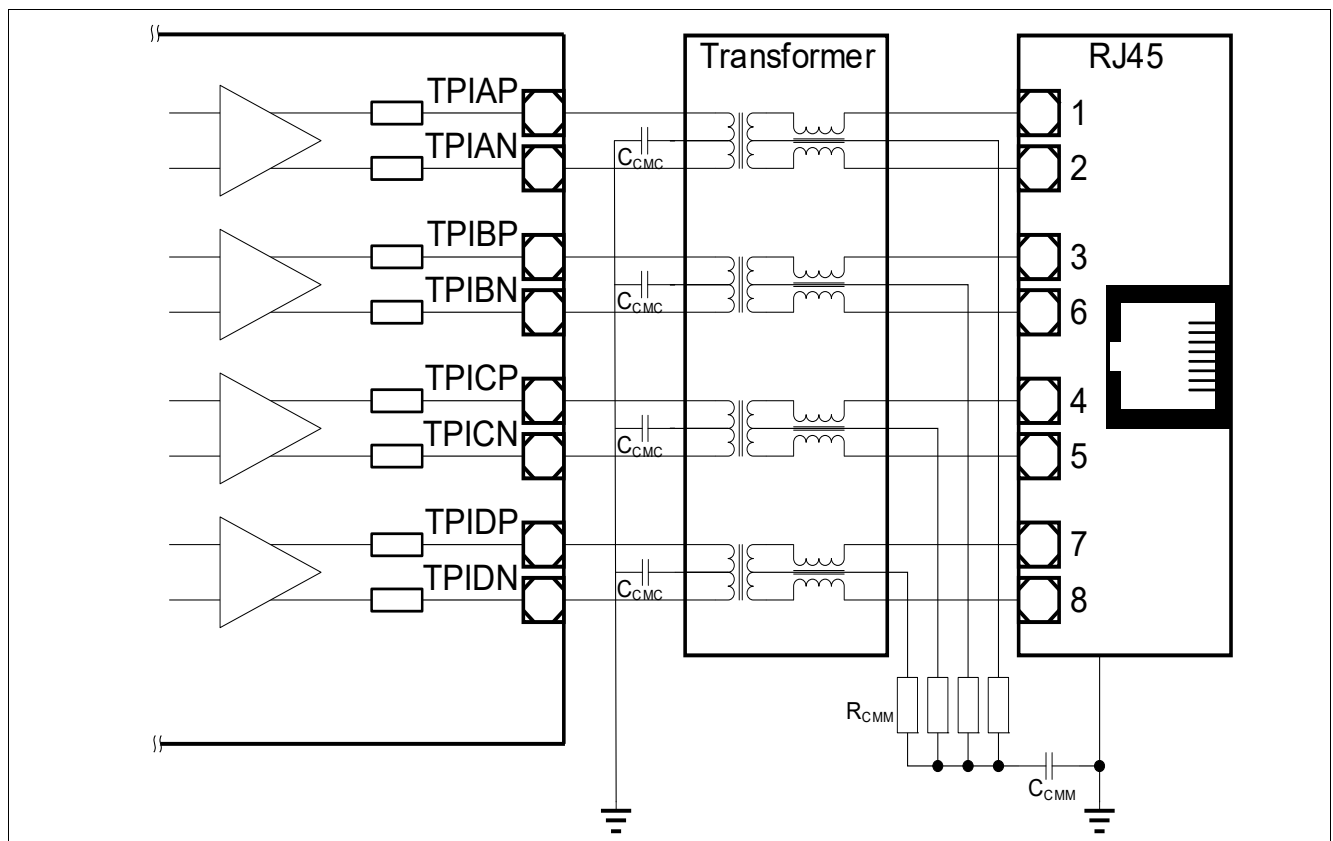 Transformer
RJ45
TPIAP
1
TPIAN
CCMC
2
TPIBP
3
TPIBN
CCMC
6
TPICP
4
TPICN
CCMC
5
TPIDP
7
TPIDN
CCMC
8
RCMM
CCMM